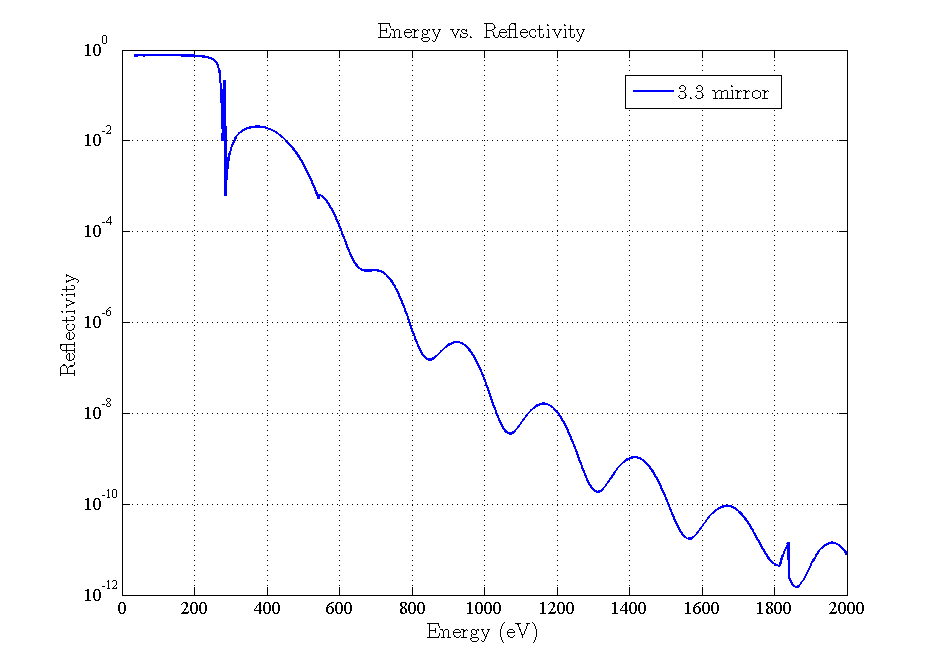 Energy vs. Reflectivity
3.3 mirror
Reflectivity
10^0
10^-2
10^-4
10^-6
10^-8
10^-10
10^-12
0 200 400 600 800 1000 1200 1400 1600 1800 2000
Energy (eV)